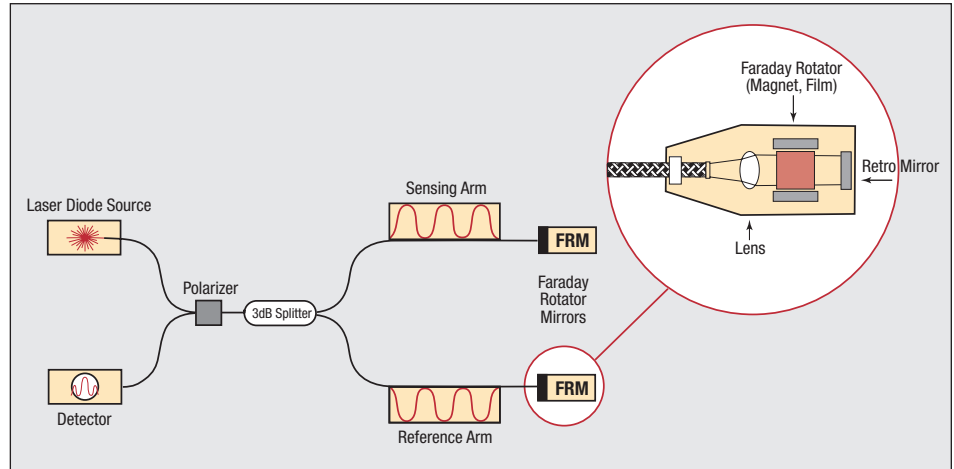 Faraday Rotator
(Magnet, Film)
Retro Mirror
Lens
Sensing Arm
Laser Diode Source
FRM
Polarizer
3dB Splitter
Faraday
Rotator
Mirrors
FRM
Detector
Reference Arm